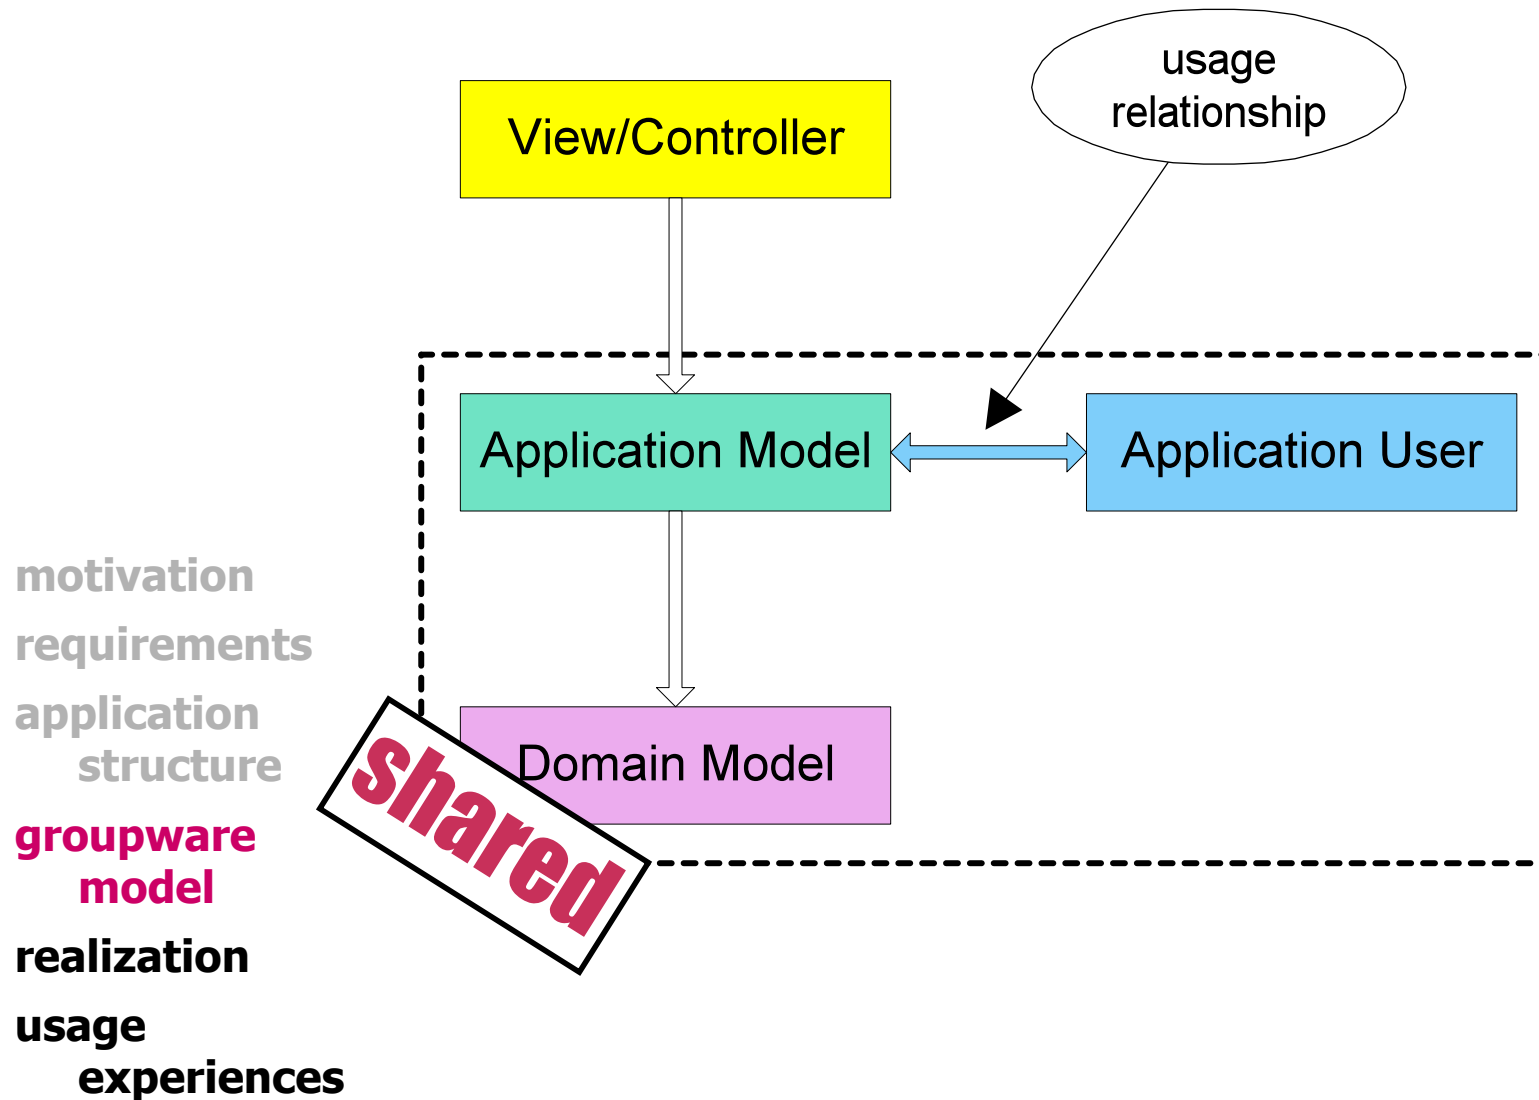 usage
relationship
View/Controller
Application Model
Application User
Domain Model
shared
motivation
requirements
application
structure
groupware
model
realization
usage
experiences